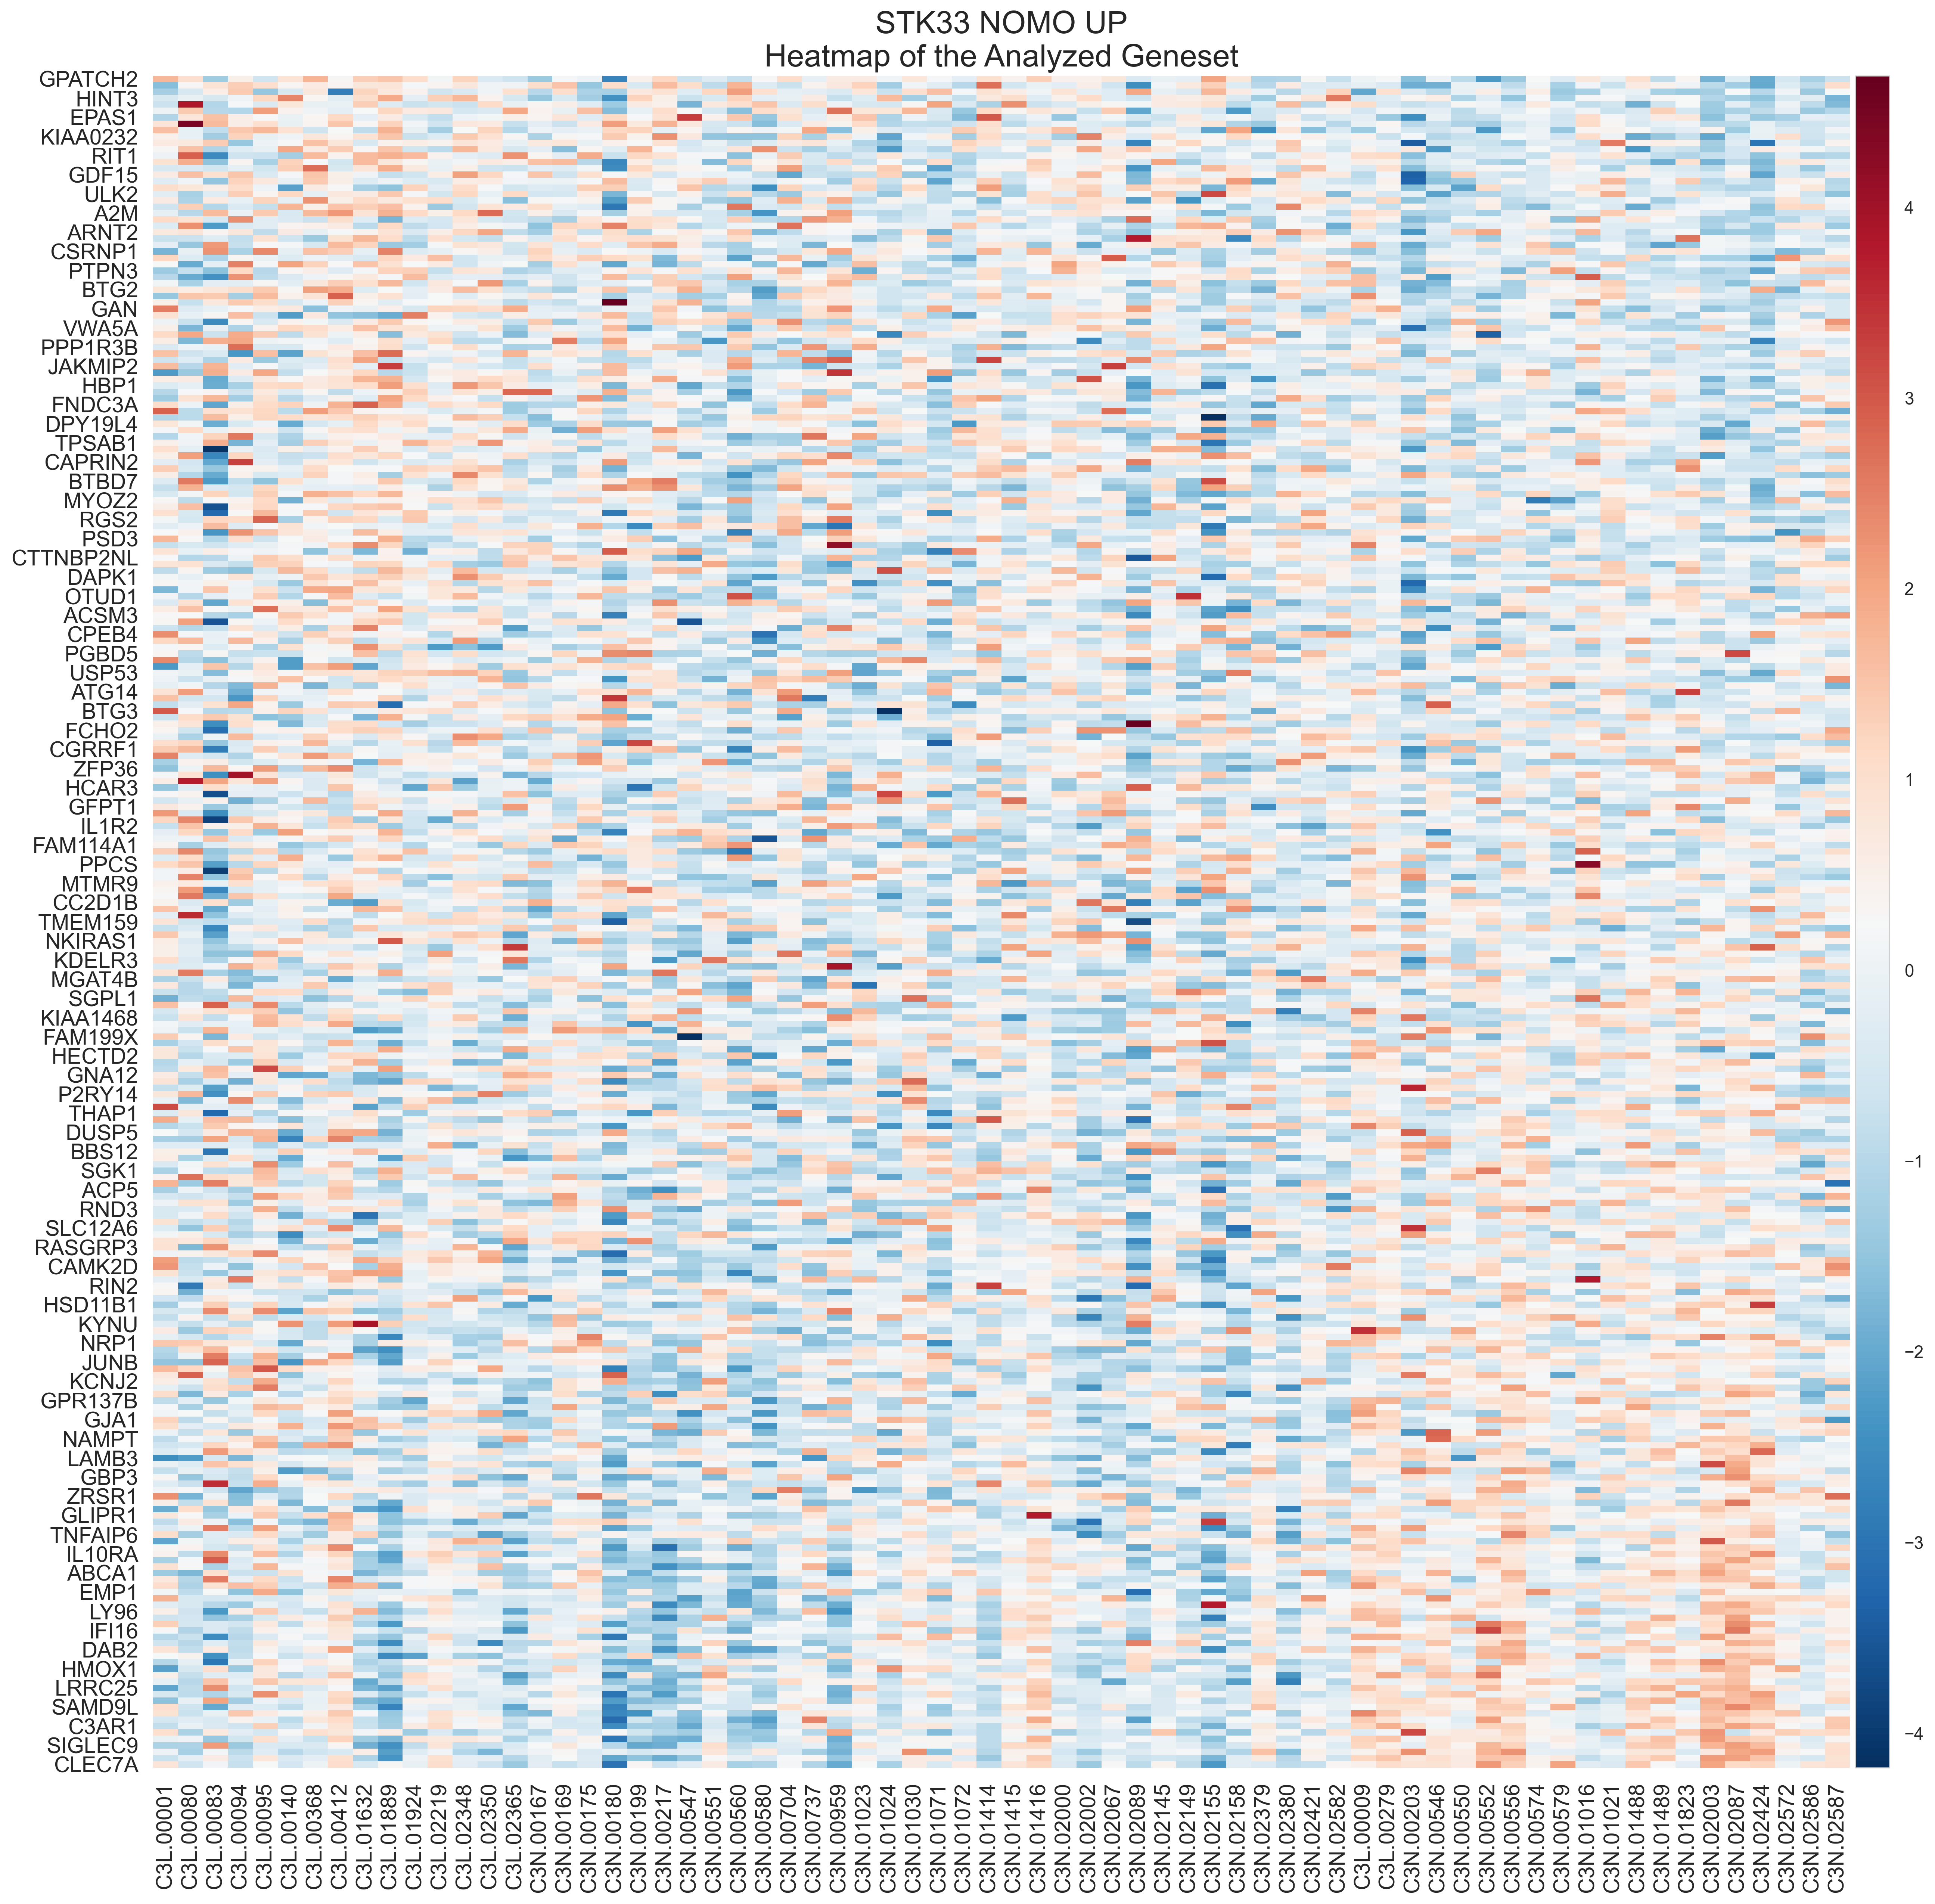 STK33 NOMO UP
Heatmap of the Analyzed Geneset
GPATCH2
HINT3
EPAS1
KIAA0232
RIT1
GDF15
ULK2
A2M
ARNT2
CSRNP1
PTPN3
BTG2
GAN
VWA5A
PPP1R3B
JAKMIP2
HBP1
FNDC3A
DPY19L4
TPSAB1
CAPRIN2
BTBD7
MYOZ2
RGS2
PSD3
CTTNBP2NL
DAPK1
OTUD1
ACSM3
CPEB4
PGBD5
USP53
ATG14
BTG3
FCHO2
CGRRF1
ZFP36
HCAR3
GFPT1
IL1R2
FAM114A1
PPCS
MTMR9
CC2D1B
TMEM159
NKIRAS1
KDELR3
MGAT4B
SGPL1
KIAA1468
FAM199X
HECTD2
GNA12
P2RY14
THAP1
DUSP5
BBS12
SGK1
ACP5
RND3
SLC12A6
RASGRP3
CAMK2D
RIN2
HSD11B1
KYNU
NRP1
JUNB
KCNJ2
GPR137B
GJA1
NAMPT
LAMB3
GBP3
ZRSR1
GLIPR1
TNFAIP6
IL10RA
ABCA1
EMP1
LY96
IFI16
DAB2
HMOX1
LRRC25
SAMD9L
C3AR1
SIGLEC9
CLEC7A
C3L.00001
C3L.00080
C3L.00083
C3L.00094
C3L.00095
C3L.00140
C3L.00368
C3L.00412
C3L.01632
C3L.01889
C3L.01924
C3L.02219
C3L.02348
C3L.02350
C3L.02365
C3N.00167
C3N.00169
C3N.00175
C3N.00180
C3N.00199
C3N.00217
C3N.00547
C3N.00551
C3N.00560
C3N.00580
C3N.00704
C3N.00737
C3N.00959
C3N.01023
C3N.01024
C3N.01030
C3N.01071
C3N.01072
C3N.01414
C3N.01415
C3N.01416
C3N.02000
C3N.02002
C3N.02067
C3N.02089
C3N.02145
C3N.02149
C3N.02155
C3N.02158
C3N.02379
C3N.02380
C3N.02421
C3N.02582
C3L.00009
C3L.00279
C3N.00203
C3N.00546
C3N.00550
C3N.00552
C3N.00556
C3N.00574
C3N.00579
C3N.01016
C3N.01021
C3N.01488
C3N.01489
C3N.01823
C3N.02003
C3N.02087
C3N.02424
C3N.02572
C3N.02586
C3N.02587
4
3
2
1
0
−1
−2
−3
−4